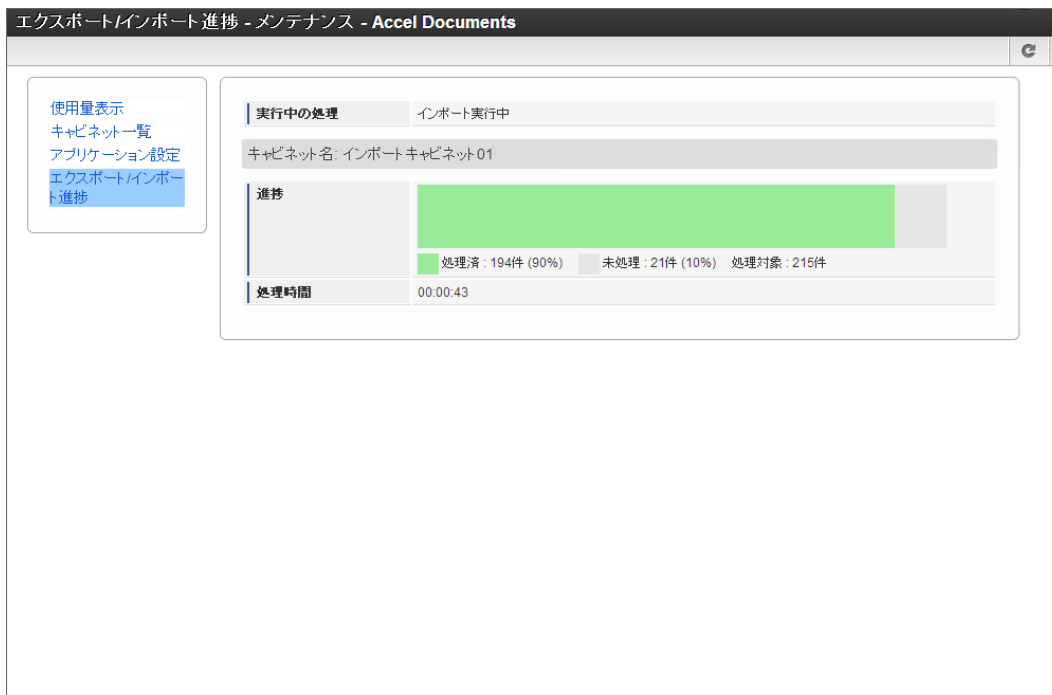 エクスポート/インポート進捗 - メンテナンス - Accel Documents
使用量表示
キャビネット一覧
アプリケーション設定
エクスポート/インポー
ト進捗
実行中の処理 インポート実行中
キャビネット名: インポートキャビネット01
進捗
処理済 : 194件 (90%) 未処理 : 21件 (10%) 処理対象 : 215件
処理時間 00:00:43